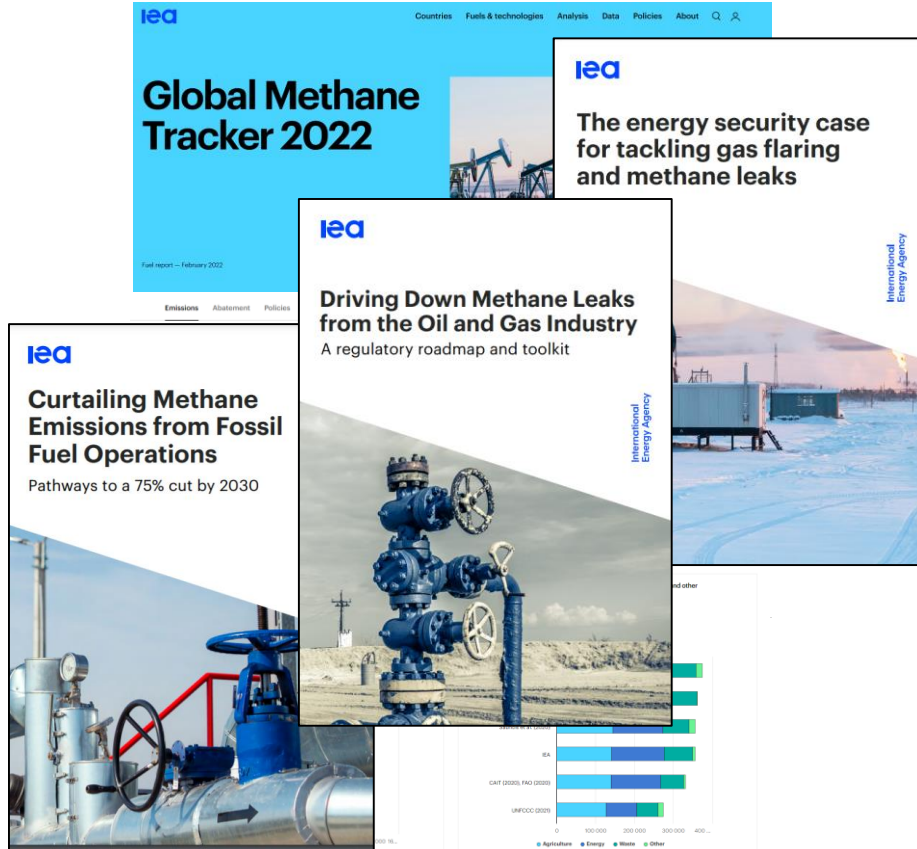 iea
Countries Fuels & technologies Analysis Data Policies About
Global Methane
Tracker 2022
Fuel report — February 2022
Emissions Abatement Policies
iea
The energy security case
for tackling gas flaring
and methane leaks
International
Energy Agency
iea
Driving Down Methane Leaks
from the Oil and Gas Industry
A regulatory roadmap and toolkit
International
Energy Agency
iea
Curtailing Methane
Emissions from Fossil
Fuel Operations
Pathways to a 75% cut by 2030
and other
IEA
CAIT (2020), FAO (2020)
UNFCCC (2021)
0 100 000 200 000 300 000 400 ...
Agriculture Energy Waste Other